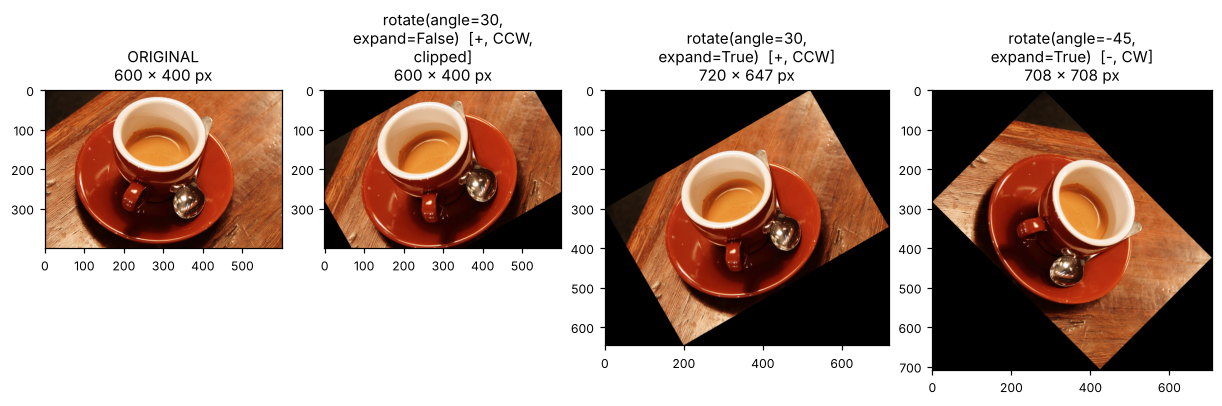 ORIGINAL
600 × 400 px
0
100
200
300
0 100 200 300 400 500
rotate(angle=30,
expand=False) [+, CCW,
clipped]
600 × 400 px
0
100
200
300
0 100 200 300 400 500
rotate(angle=30,
expand=True) [+, CCW]
720 × 647 px
0
100
200
300
400
500
600
0 200 400 600
rotate(angle=-45,
expand=True) [-, CW]
708 × 708 px
0
100
200
300
400
500
600
700
0 200 400 600